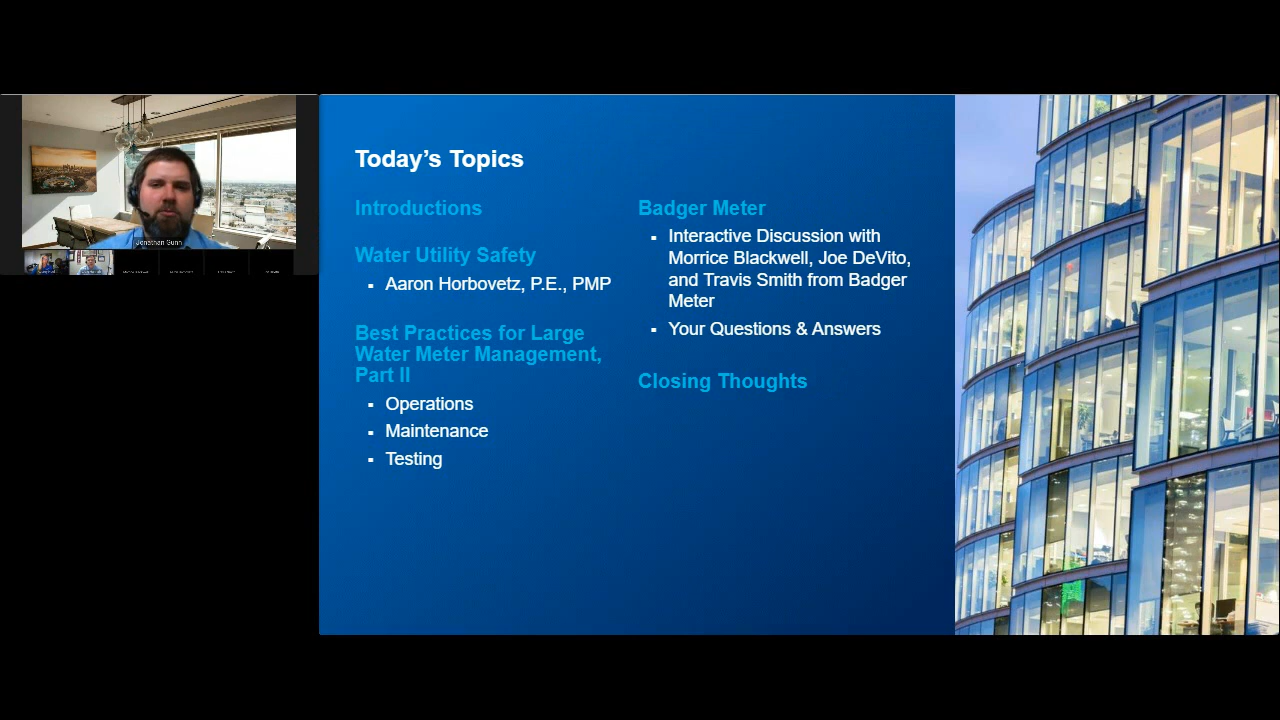 Jonathan Gunn
Today’s Topics
Introductions
Water Utility Safety
▪ Aaron Horbovetz, P.E., PMP
Best Practices for Large
Water Meter Management,
Part II
▪ Operations
▪ Maintenance
▪ Testing
Badger Meter
▪ Interactive Discussion with
Morrice Blackwell, Joe DeVito,
and Travis Smith from Badger
Meter
▪ Your Questions & Answers
Closing Thoughts